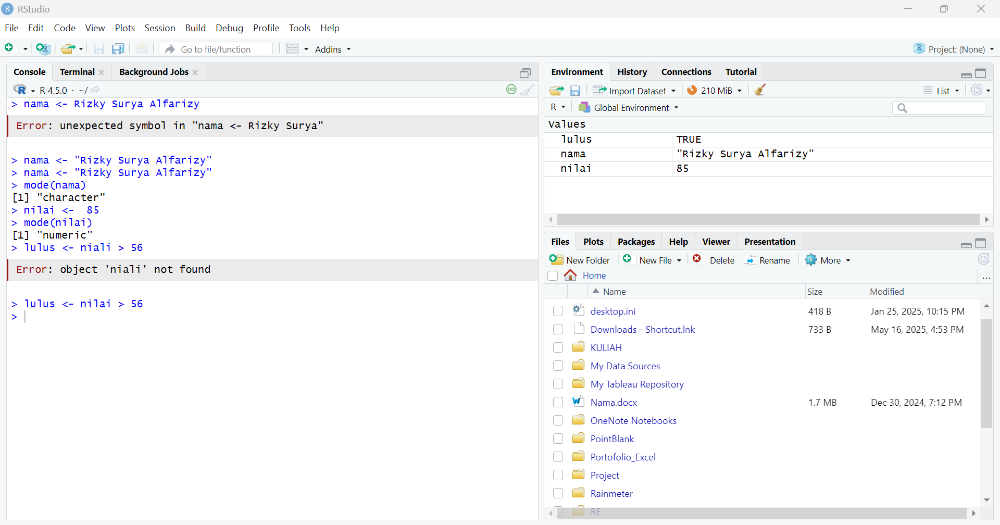 RStudio
File Edit Code View Plots Session Build Debug Profile Tools Help
Go to file/function Addins Project: (None)
Console Terminal Background Jobs
R 4.5.0 · ~/
> nama <- Rizky Surya Alfarizy
Error: unexpected symbol in "nama <- Rizky Surya"
> nama <- "Rizky Surya Alfarizy"
> nama <- "Rizky Surya Alfarizy"
> mode(nama)
[1] "character"
> nilai <-  85
> mode(nilai)
[1] "numeric"
> lulus <- niali > 56
Error: object 'niali' not found
> lulus <- nilai > 56
>
Environment History Connections Tutorial
Import Dataset 210 MiB List
R Global Environment
Values
lulus TRUE
nama "Rizky Surya Alfarizy"
nilai 85
Files Plots Packages Help Viewer Presentation
New Folder New File Delete Rename More
Home ...
Name Size Modified
desktop.ini 418 B Jan 25, 2025, 10:15 PM
Downloads - Shortcut.lnk 733 B May 16, 2025, 4:53 PM
KULIAH
My Data Sources
My Tableau Repository
Nama.docx 1.7 MB Dec 30, 2024, 7:12 PM
OneNote Notebooks
PointBlank
Portofolio_Excel
Project
Rainmeter
RE